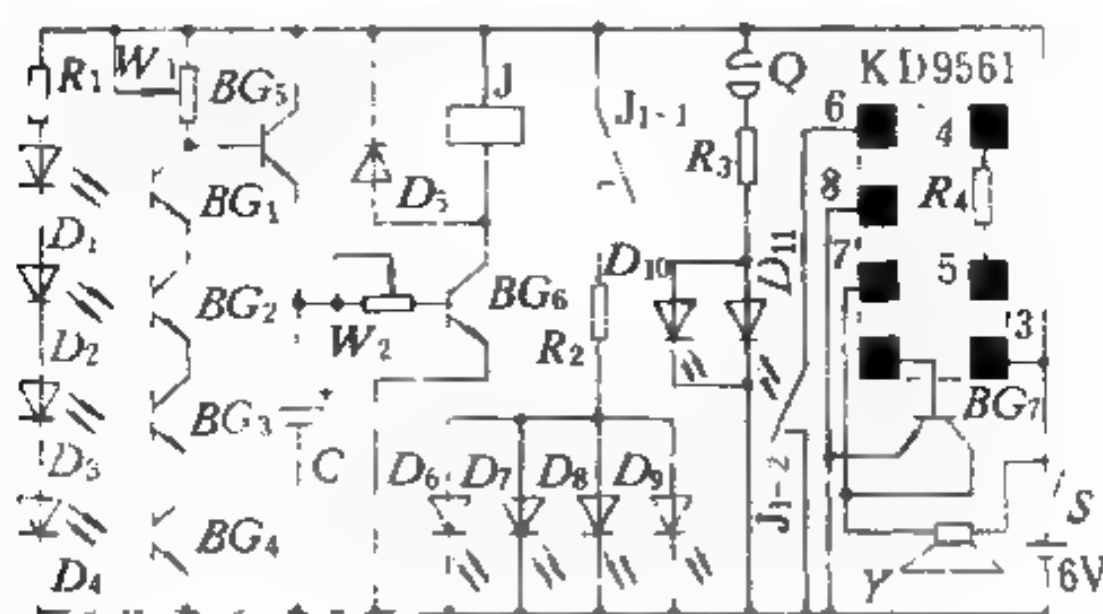 R1
W1
BG5
J
J1-1
Q
KD9561
6
4
R3
D5
BG1
8
R4
D1
D10
D11
7
5
BG2
W2
BG6
R2
D2
3
BG3
C
BG7
D3
D6
D7
D8
D9
J1-2
S
BG4
D4
Y
6V